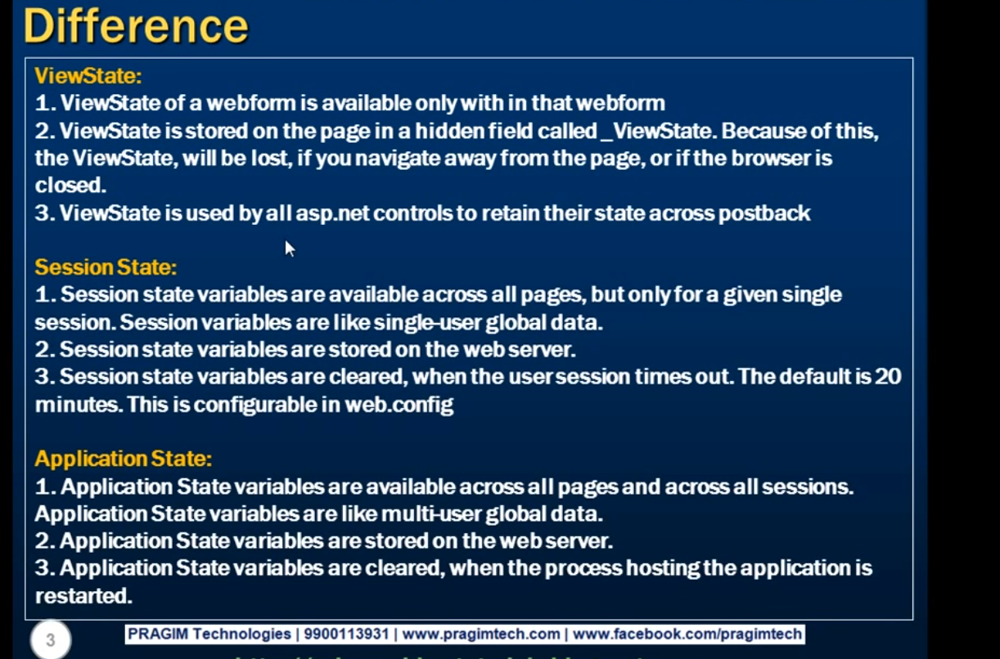 Difference
ViewState:
1. ViewState of a webform is available only with in that webform
2. ViewState is stored on the page in a hidden field called _ViewState. Because of this,
the ViewState, will be lost, if you navigate away from the page, or if the browser is
closed.
3. ViewState is used by all asp.net controls to retain their state across postback
Session State:
1. Session state variables are available across all pages, but only for a given single
session. Session variables are like single-user global data.
2. Session state variables are stored on the web server.
3. Session state variables are cleared, when the user session times out. The default is 20
minutes. This is configurable in web.config
Application State:
1. Application State variables are available across all pages and across all sessions.
Application State variables are like multi-user global data.
2. Application State variables are stored on the web server.
3. Application State variables are cleared, when the process hosting the application is
restarted.
3
PRAGIM Technologies | 9900113931 | www.pragimtech.com | www.facebook.com/pragimtech